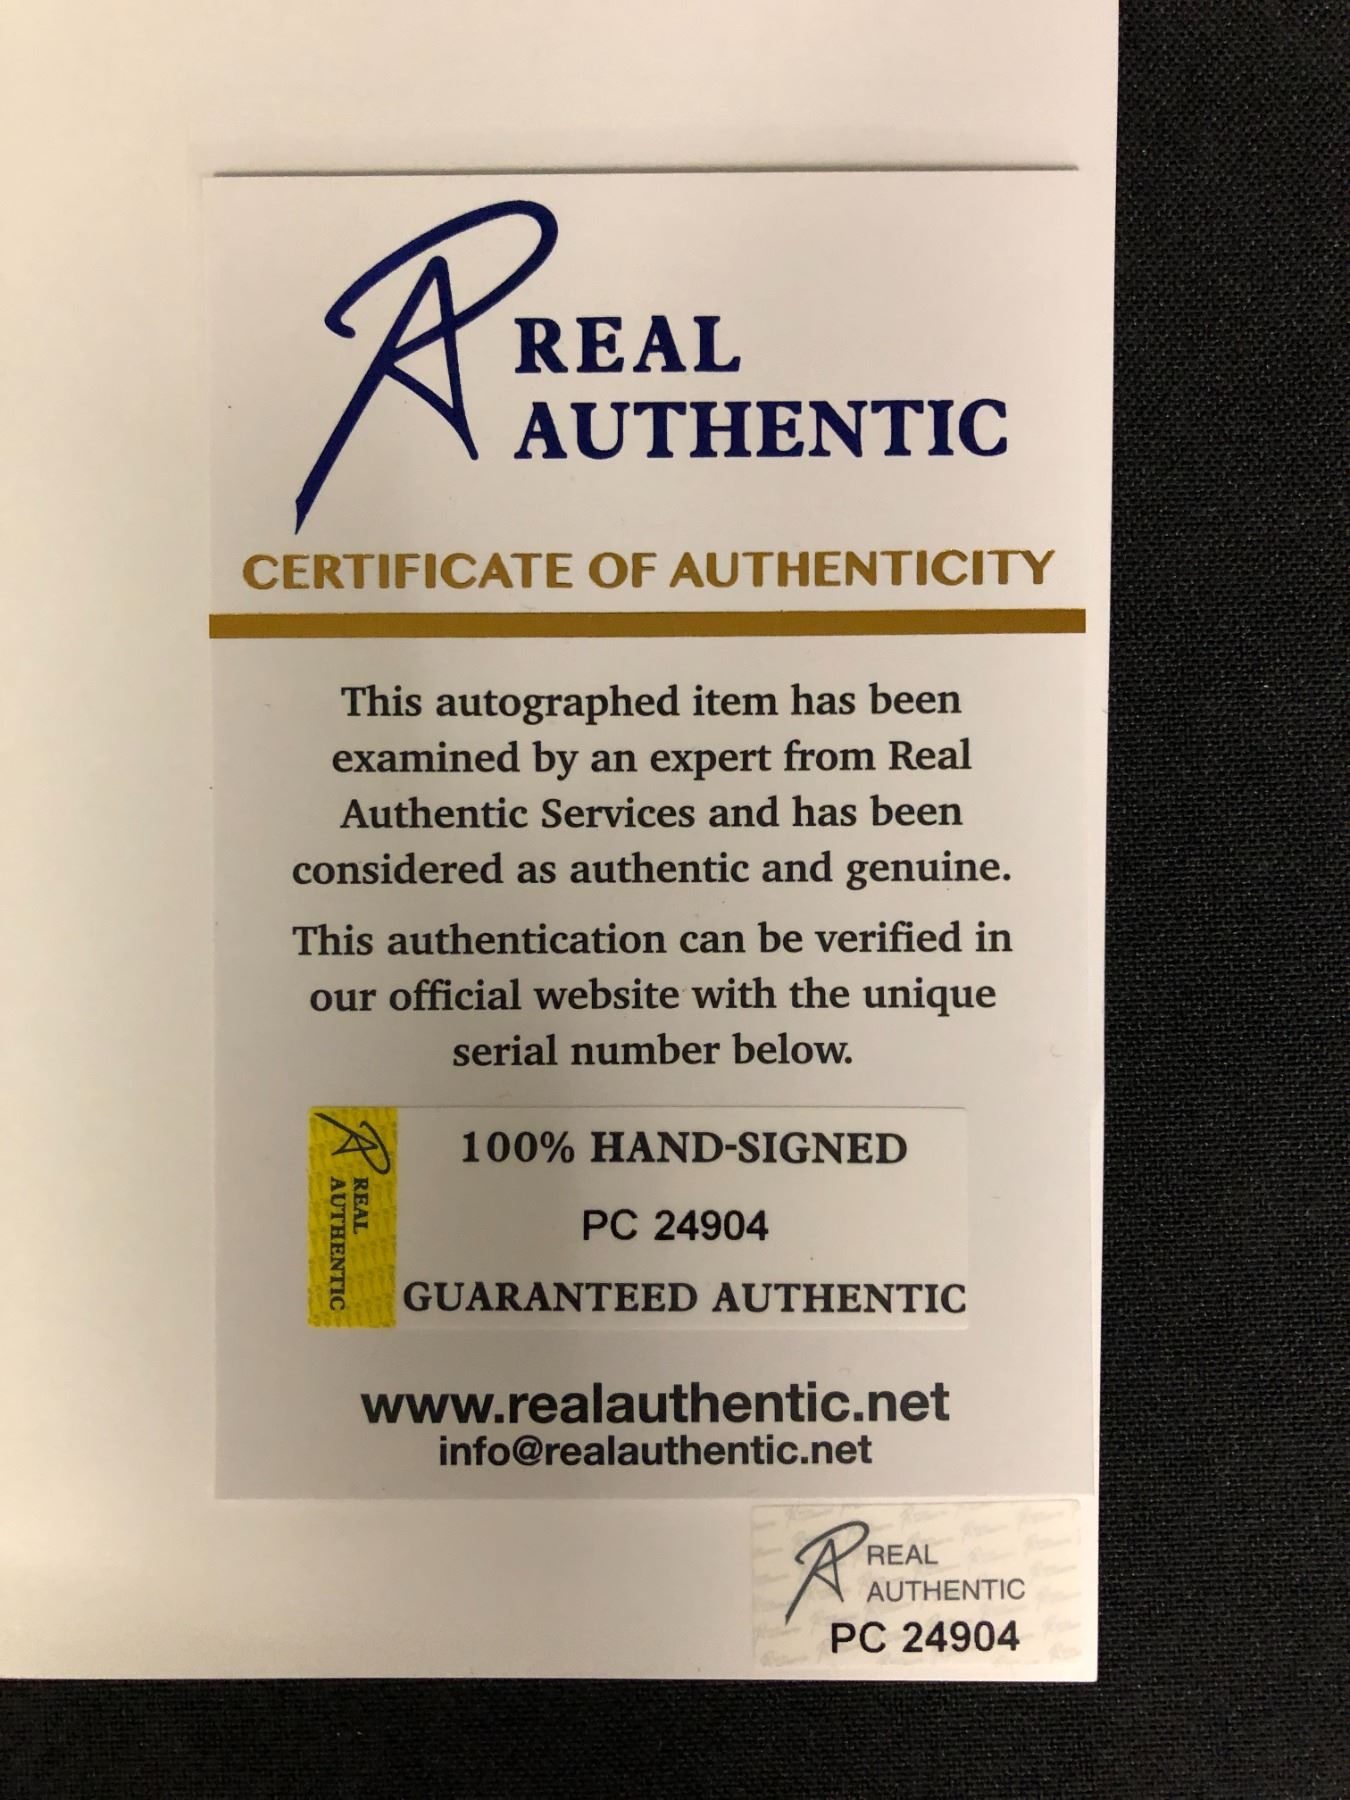 REAL
AUTHENTIC
CERTIFICATE OF AUTHENTICITY
This autographed item has been
examined by an expert from Real
Authentic Services and has been
considered as authentic and genuine.
This authentication can be verified in
our official website with the unique
serial number below.
REAL
AUTHENTIC
100% HAND-SIGNED
PC 24904
GUARANTEED AUTHENTIC
www.realauthentic.net
info@realauthentic.net
REAL
AUTHENTIC
PC 24904